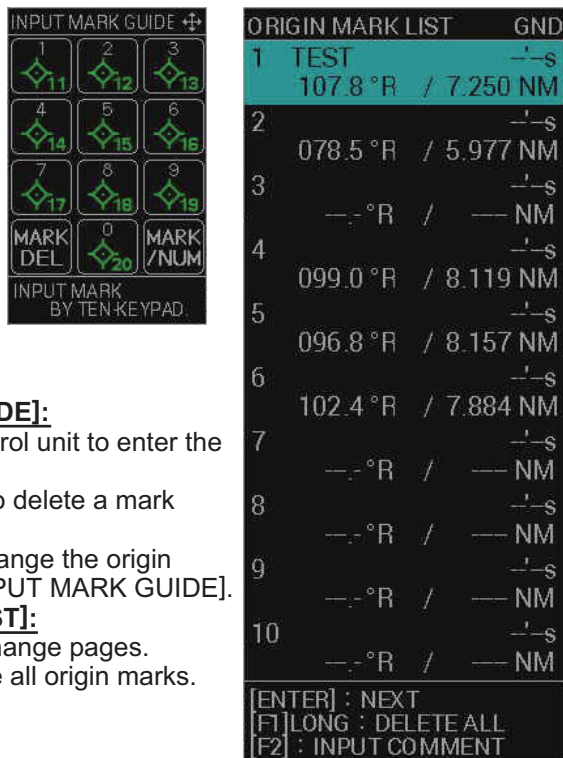 INPUT MARK GUIDE
1 2 3
11 12 13
4 5 6
14 15 16
7 8 9
17 18 19
MARK DEL
0
20
MARK /NUM
INPUT MARK
BY TEN-KEYPAD.
DE]:
rol unit to enter the
o delete a mark
ange the origin
PUT MARK GUIDE].
ST]:
ange pages.
e all origin marks.
ORIGIN MARK LIST GND
1 TEST --'--s
107.8 °R / 7.250 NM
2 --'--s
078.5 °R / 5.977 NM
3 --'--s
---.- °R / --- NM
4 --'--s
099.0 °R / 8.119 NM
5 --'--s
096.8 °R / 8.157 NM
6 --'--s
102.4 °R / 7.884 NM
7 --'--s
---.- °R / --- NM
8 --'--s
---.- °R / --- NM
9 --'--s
---.- °R / --- NM
10 --'--s
---.- °R / --- NM
[ENTER] : NEXT
[F1]LONG : DELETE ALL
[F2] : INPUT COMMENT